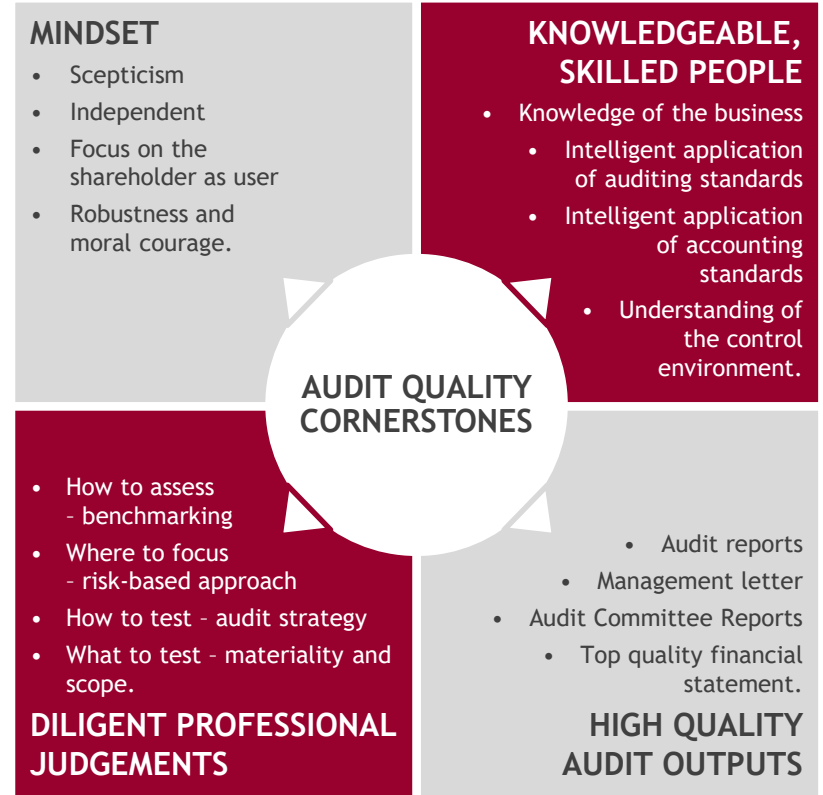 MINDSET
• Scepticism
• Independent
• Focus on the
shareholder as user
• Robustness and
moral courage.
KNOWLEDGEABLE,
SKILLED PEOPLE
• Knowledge of the business
• Intelligent application
of auditing standards
• Intelligent application
of accounting
standards
• Understanding of
the control
environment.
AUDIT QUALITY
CORNERSTONES
• How to assess
– benchmarking
• Where to focus
– risk-based approach
• How to test – audit strategy
• What to test – materiality and
scope.
DILIGENT PROFESSIONAL
JUDGEMENTS
• Audit reports
• Management letter
• Audit Committee Reports
• Top quality financial
statement.
HIGH QUALITY
AUDIT OUTPUTS